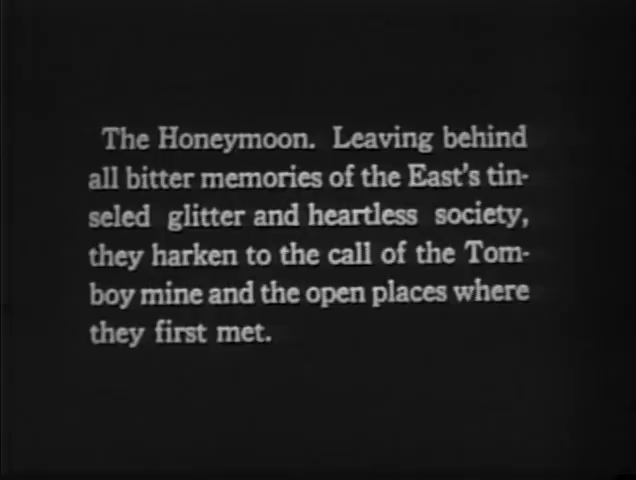 The Honeymoon. Leaving behind
all bitter memories of the East's tin-
seled glitter and heartless society,
they harken to the call of the Tom-
boy mine and the open places where
they first met.